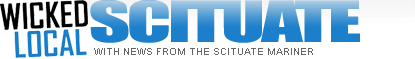 WICKED LOCAL SCITUATE
WITH NEWS FROM THE SCITUATE MARINER